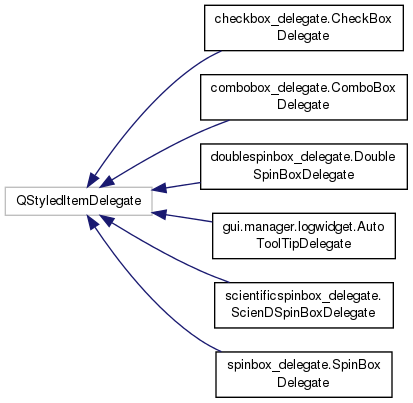 checkbox_delegate.CheckBox
Delegate
combobox_delegate.ComboBox
Delegate
doublespinbox_delegate.Double
SpinBoxDelegate
QStyledItemDelegate
gui.manager.logwidget.Auto
ToolTipDelegate
scientificspinbox_delegate.
ScienDSpinBoxDelegate
spinbox_delegate.SpinBox
Delegate